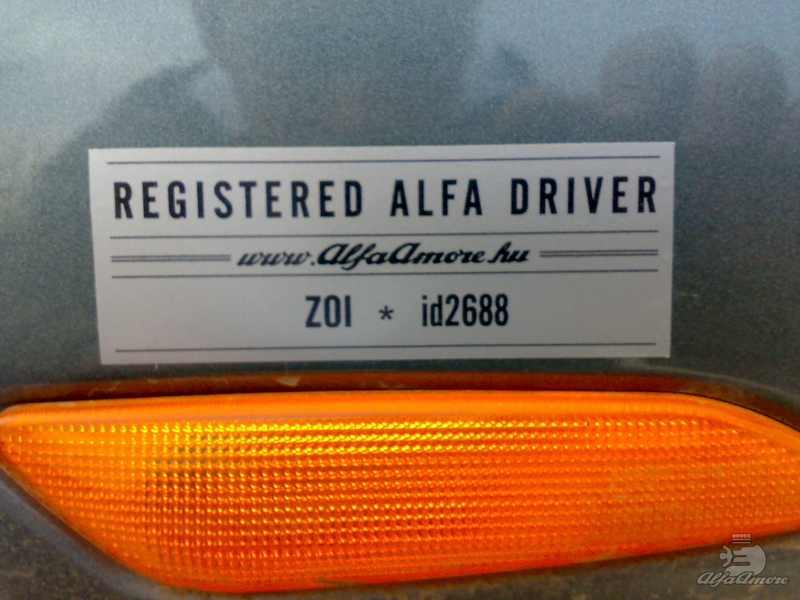 REGISTERED ALFA DRIVER
www.AlfaAmore.hu
ZOI * id2688
AlfaAmore